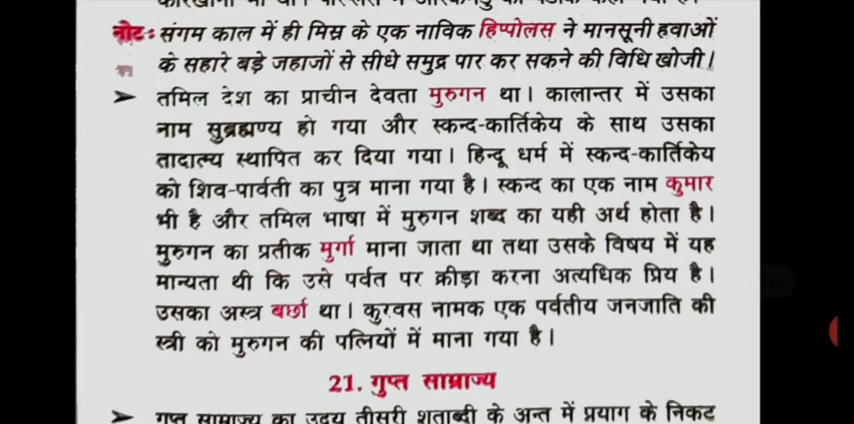 नोट: संगम काल में ही मिस्र के एक नाविक हिप्पोलस ने मानसूनी हवाओं
के सहारे बड़े जहाजों से सीधे समुद्र पार कर सकने की विधि खोजी।
➤ तमिल देश का प्राचीन देवता मुरुगन था। कालान्तर में उसका
नाम सुब्रह्मण्य हो गया और स्कन्द-कार्तिकेय के साथ उसका
तादात्म्य स्थापित कर दिया गया। हिन्दू धर्म में स्कन्द-कार्तिकेय
को शिव-पार्वती का पुत्र माना गया है। स्कन्द का एक नाम कुमार
भी है और तमिल भाषा में मुरुगन शब्द का यही अर्थ होता है।
मुरुगन का प्रतीक मुर्गा माना जाता था तथा उसके विषय में यह
मान्यता थी कि उसे पर्वत पर क्रीड़ा करना अत्यधिक प्रिय है।
उसका अस्त्र बर्छा था। कुरवस नामक एक पर्वतीय जनजाति की
स्त्री को मुरुगन की पत्नियों में माना गया है।
21. गुप्त साम्राज्य
➤ गुप्त साम्राज्य का उदय तीसरी शताब्दी के अन्त में प्रयाग के निकट